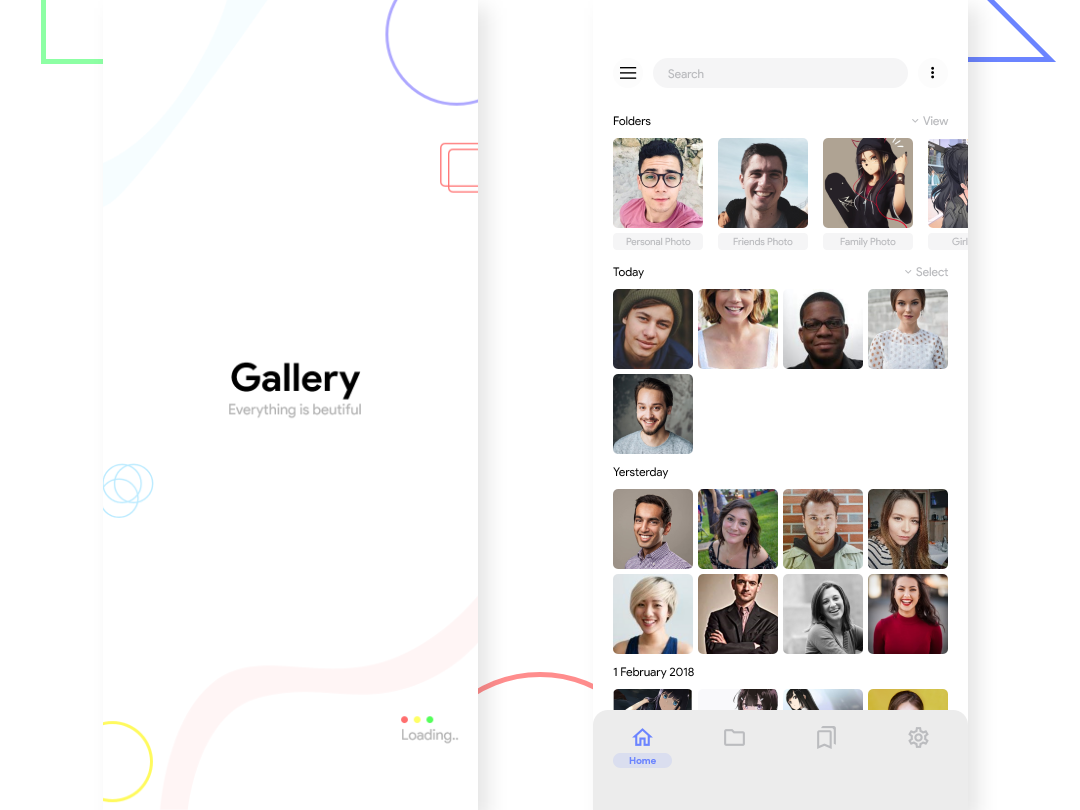 Gallery
Everything is beutiful
Loading..
Search
Folders
View
Personal Photo
Friends Photo
Family Photo
Girl
Today
Select
Yersterday
1 February 2018
Home